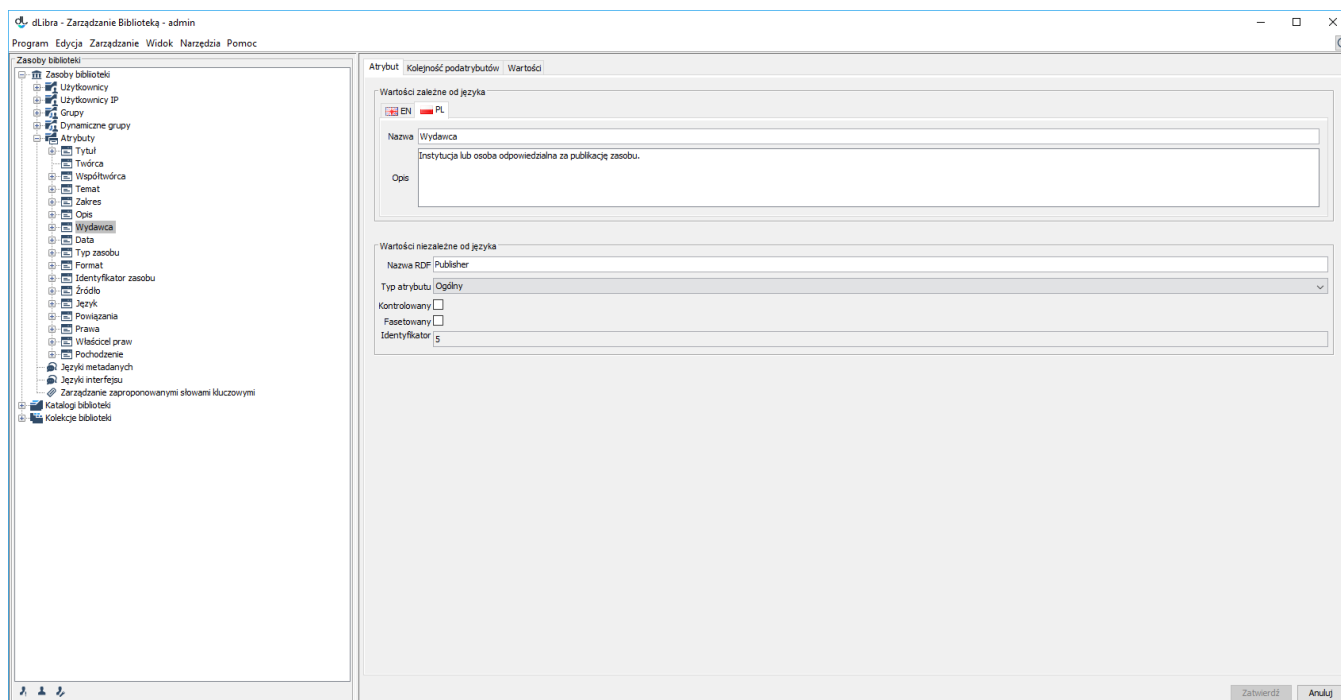 dLibra - Zarządzanie Biblioteką - admin
Program Edycja Zarządzanie Widok Narzędzia Pomoc
Zasoby biblioteki
Zasoby biblioteki
Użytkownicy
Użytkownicy IP
Grupy
Dynamiczne grupy
Atrybuty
Tytuł
Twórca
Współtwórca
Temat
Zakres
Opis
Wydawca
Data
Typ zasobu
Format
Identyfikator zasobu
Źródło
Język
Powiązania
Prawa
Właścicel praw
Pochodzenie
Języki metadanych
Języki interfejsu
Zarządzanie zaproponowanymi słowami kluczowymi
Katalogi biblioteki
Kolekcje biblioteki
Atrybut Kolejność podatrybutów Wartości
Wartości zależne od języka
EN PL
Nazwa Wydawca
Opis Instytucja lub osoba odpowiedzialna za publikację zasobu.
Wartości niezależne od języka
Nazwa RDF Publisher
Typ atrybutu Ogólny
Kontrolowany
Fasetowany
Identyfikator 5
Zatwierdź Anuluj